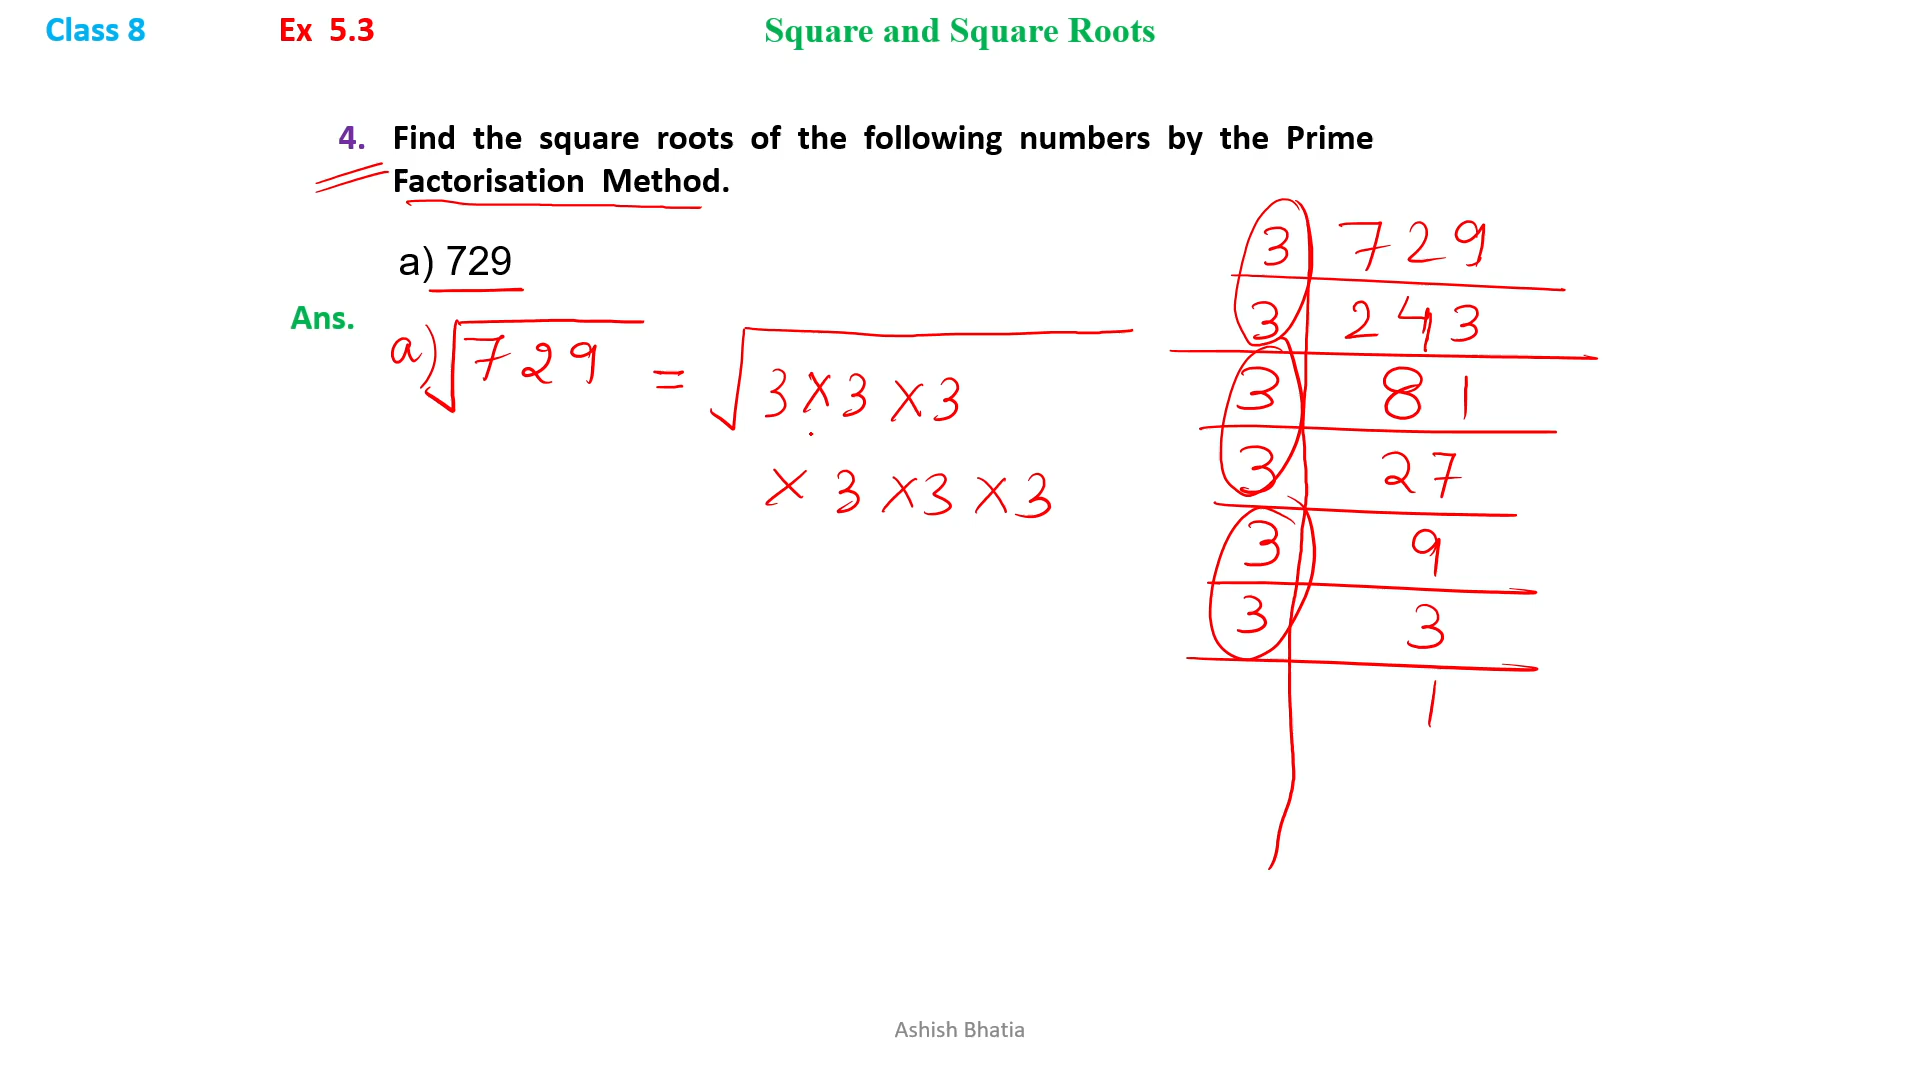 Class 8 Ex 5.3 Square and Square Roots
4. Find the square roots of the following numbers by the Prime
Factorisation Method.
a) 729
Ans.
a) √729 = √3×3×3
×3×3×3
3 729
3 243
3 81
3 27
3 9
3 3
1
Ashish Bhatia